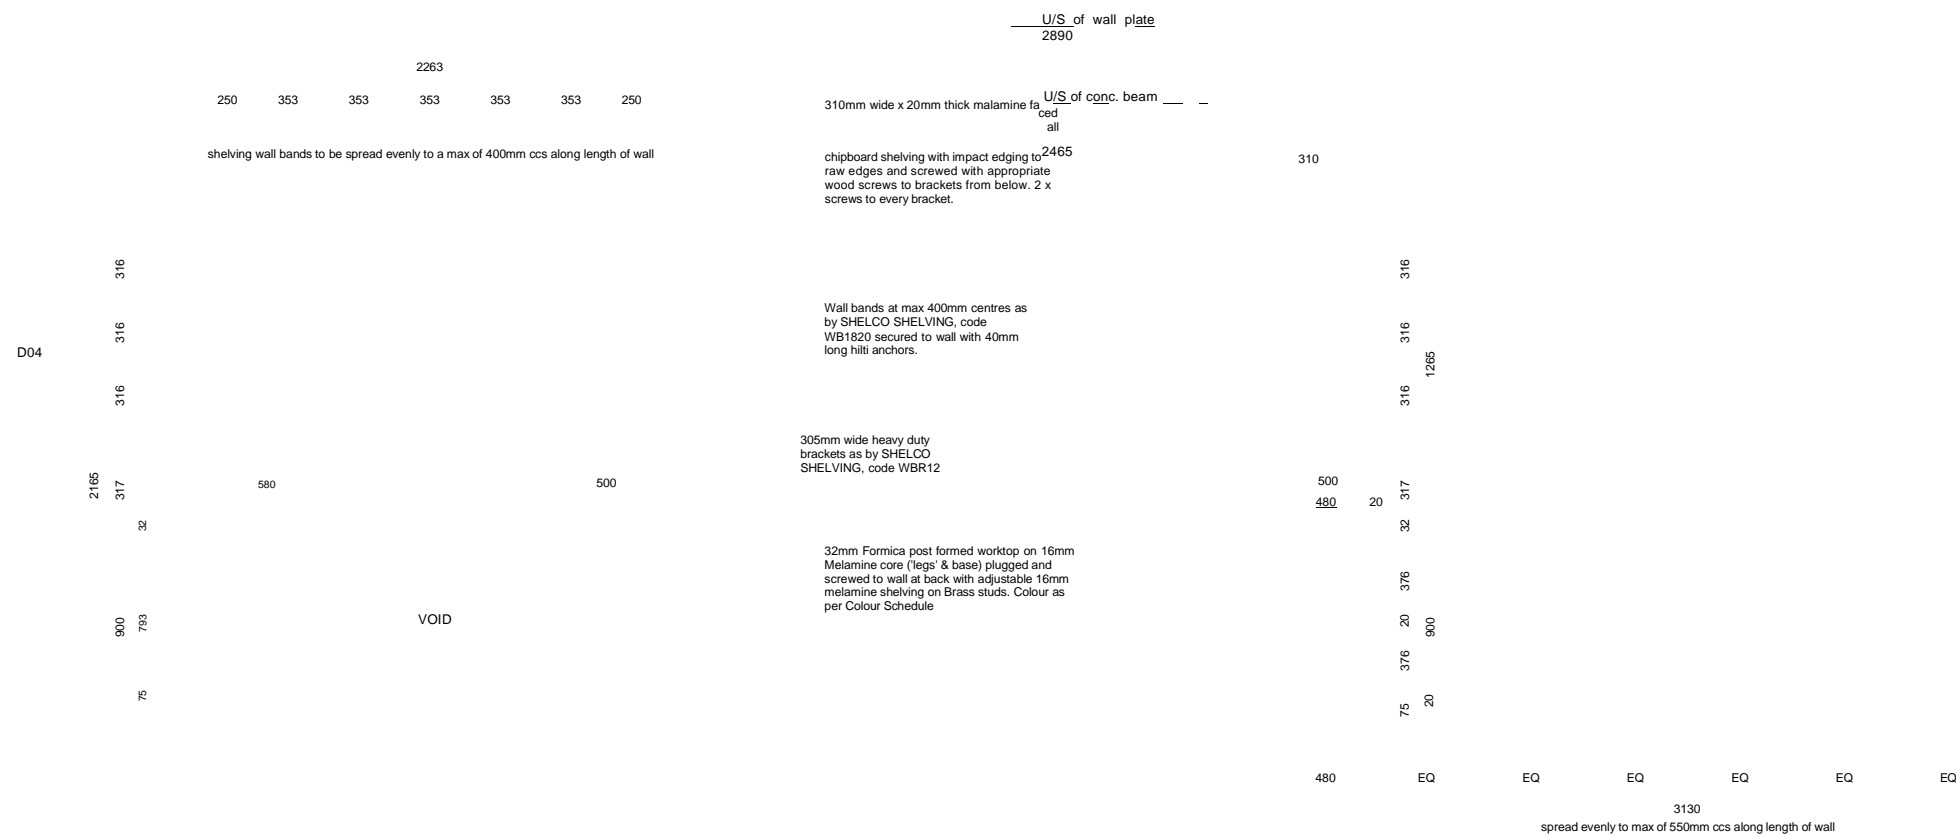 U/S of wall plate
2890
2263
250 353 353 353 353 353 250
310mm wide x 20mm thick malamine fa
ced
all
U/S of conc. beam
2465
shelving wall bands to be spread evenly to a max of 400mm ccs along length of wall
chipboard shelving with impact edging to
raw edges and screwed with appropriate
wood screws to brackets from below. 2 x
screws to every bracket.
310
316
316
316
D04
Wall bands at max 400mm centres as
by SHELCO SHELVING, code
WB1820 secured to wall with 40mm
long hilti anchors.
316
316
1265
316
305mm wide heavy duty
brackets as by SHELCO
SHELVING, code WBR12
2165
317
580
500
500
480 20
317
32
32
32mm Formica post formed worktop on 16mm
Melamine core ('legs' & base) plugged and
screwed to wall at back with adjustable 16mm
melamine shelving on Brass studs. Colour as
per Colour Schedule
376
900
793
VOID
20
900
376
75
75
20
480 EQ EQ EQ EQ EQ EQ
3130
spread evenly to max of 550mm ccs along length of wall